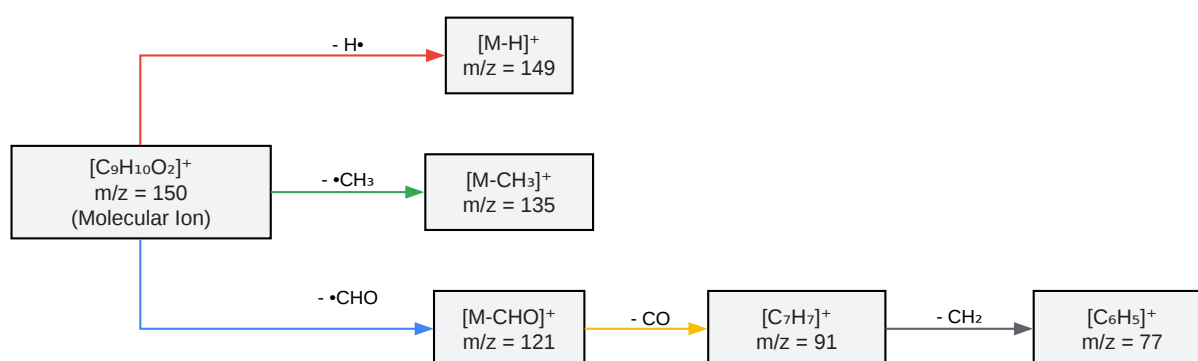 - H•
[M-H]⁺
m/z = 149
[C₉H₁₀O₂]⁺
m/z = 150
(Molecular Ion)
- •CH₃
[M-CH₃]⁺
m/z = 135
- •CHO
[M-CHO]⁺
m/z = 121
- CO
[C₇H₇]⁺
m/z = 91
- CH₂
[C₆H₅]⁺
m/z = 77